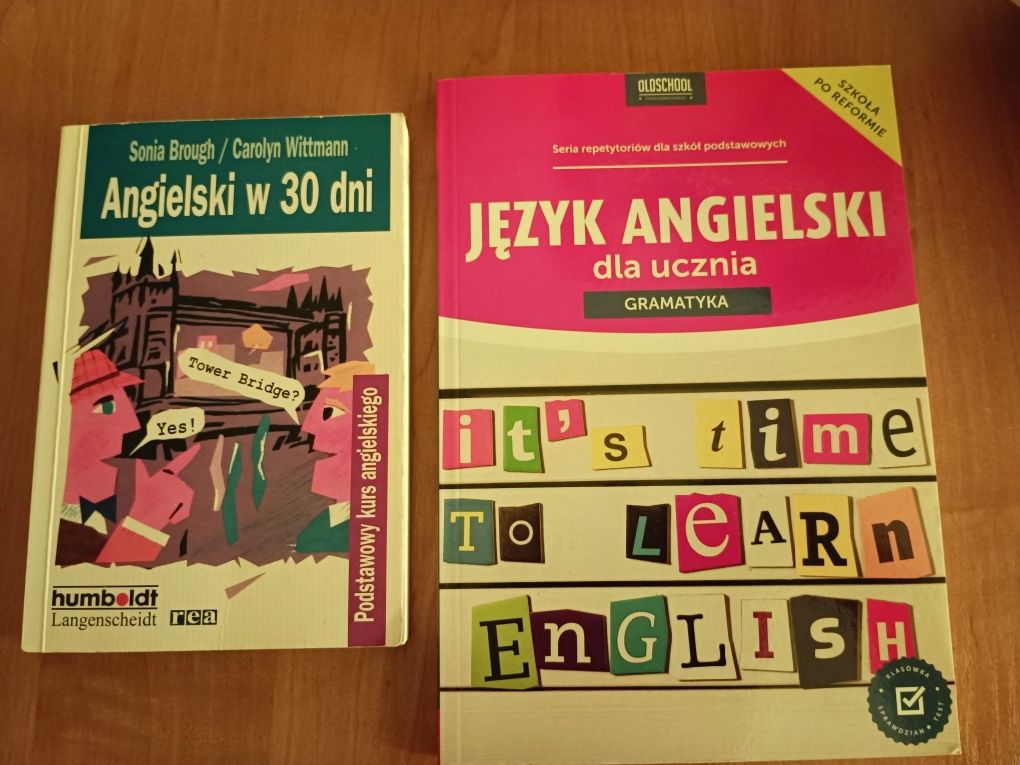 Sonia Brough / Carolyn Wittmann
Angielski w 30 dni
Tower Bridge?
Yes!
Podstawowy kurs angielskiego
humboldt
Langenscheidt
rea
OLDSCHOOL
SZKOŁA
PO REFORMIE
Seria repetytoriów dla szkół podstawowych
JĘZYK ANGIELSKI
dla ucznia
GRAMATYKA
it's time
TO LEARn
EnGLISH
KLASÓWKA
SPRAWDZIAN
TEST